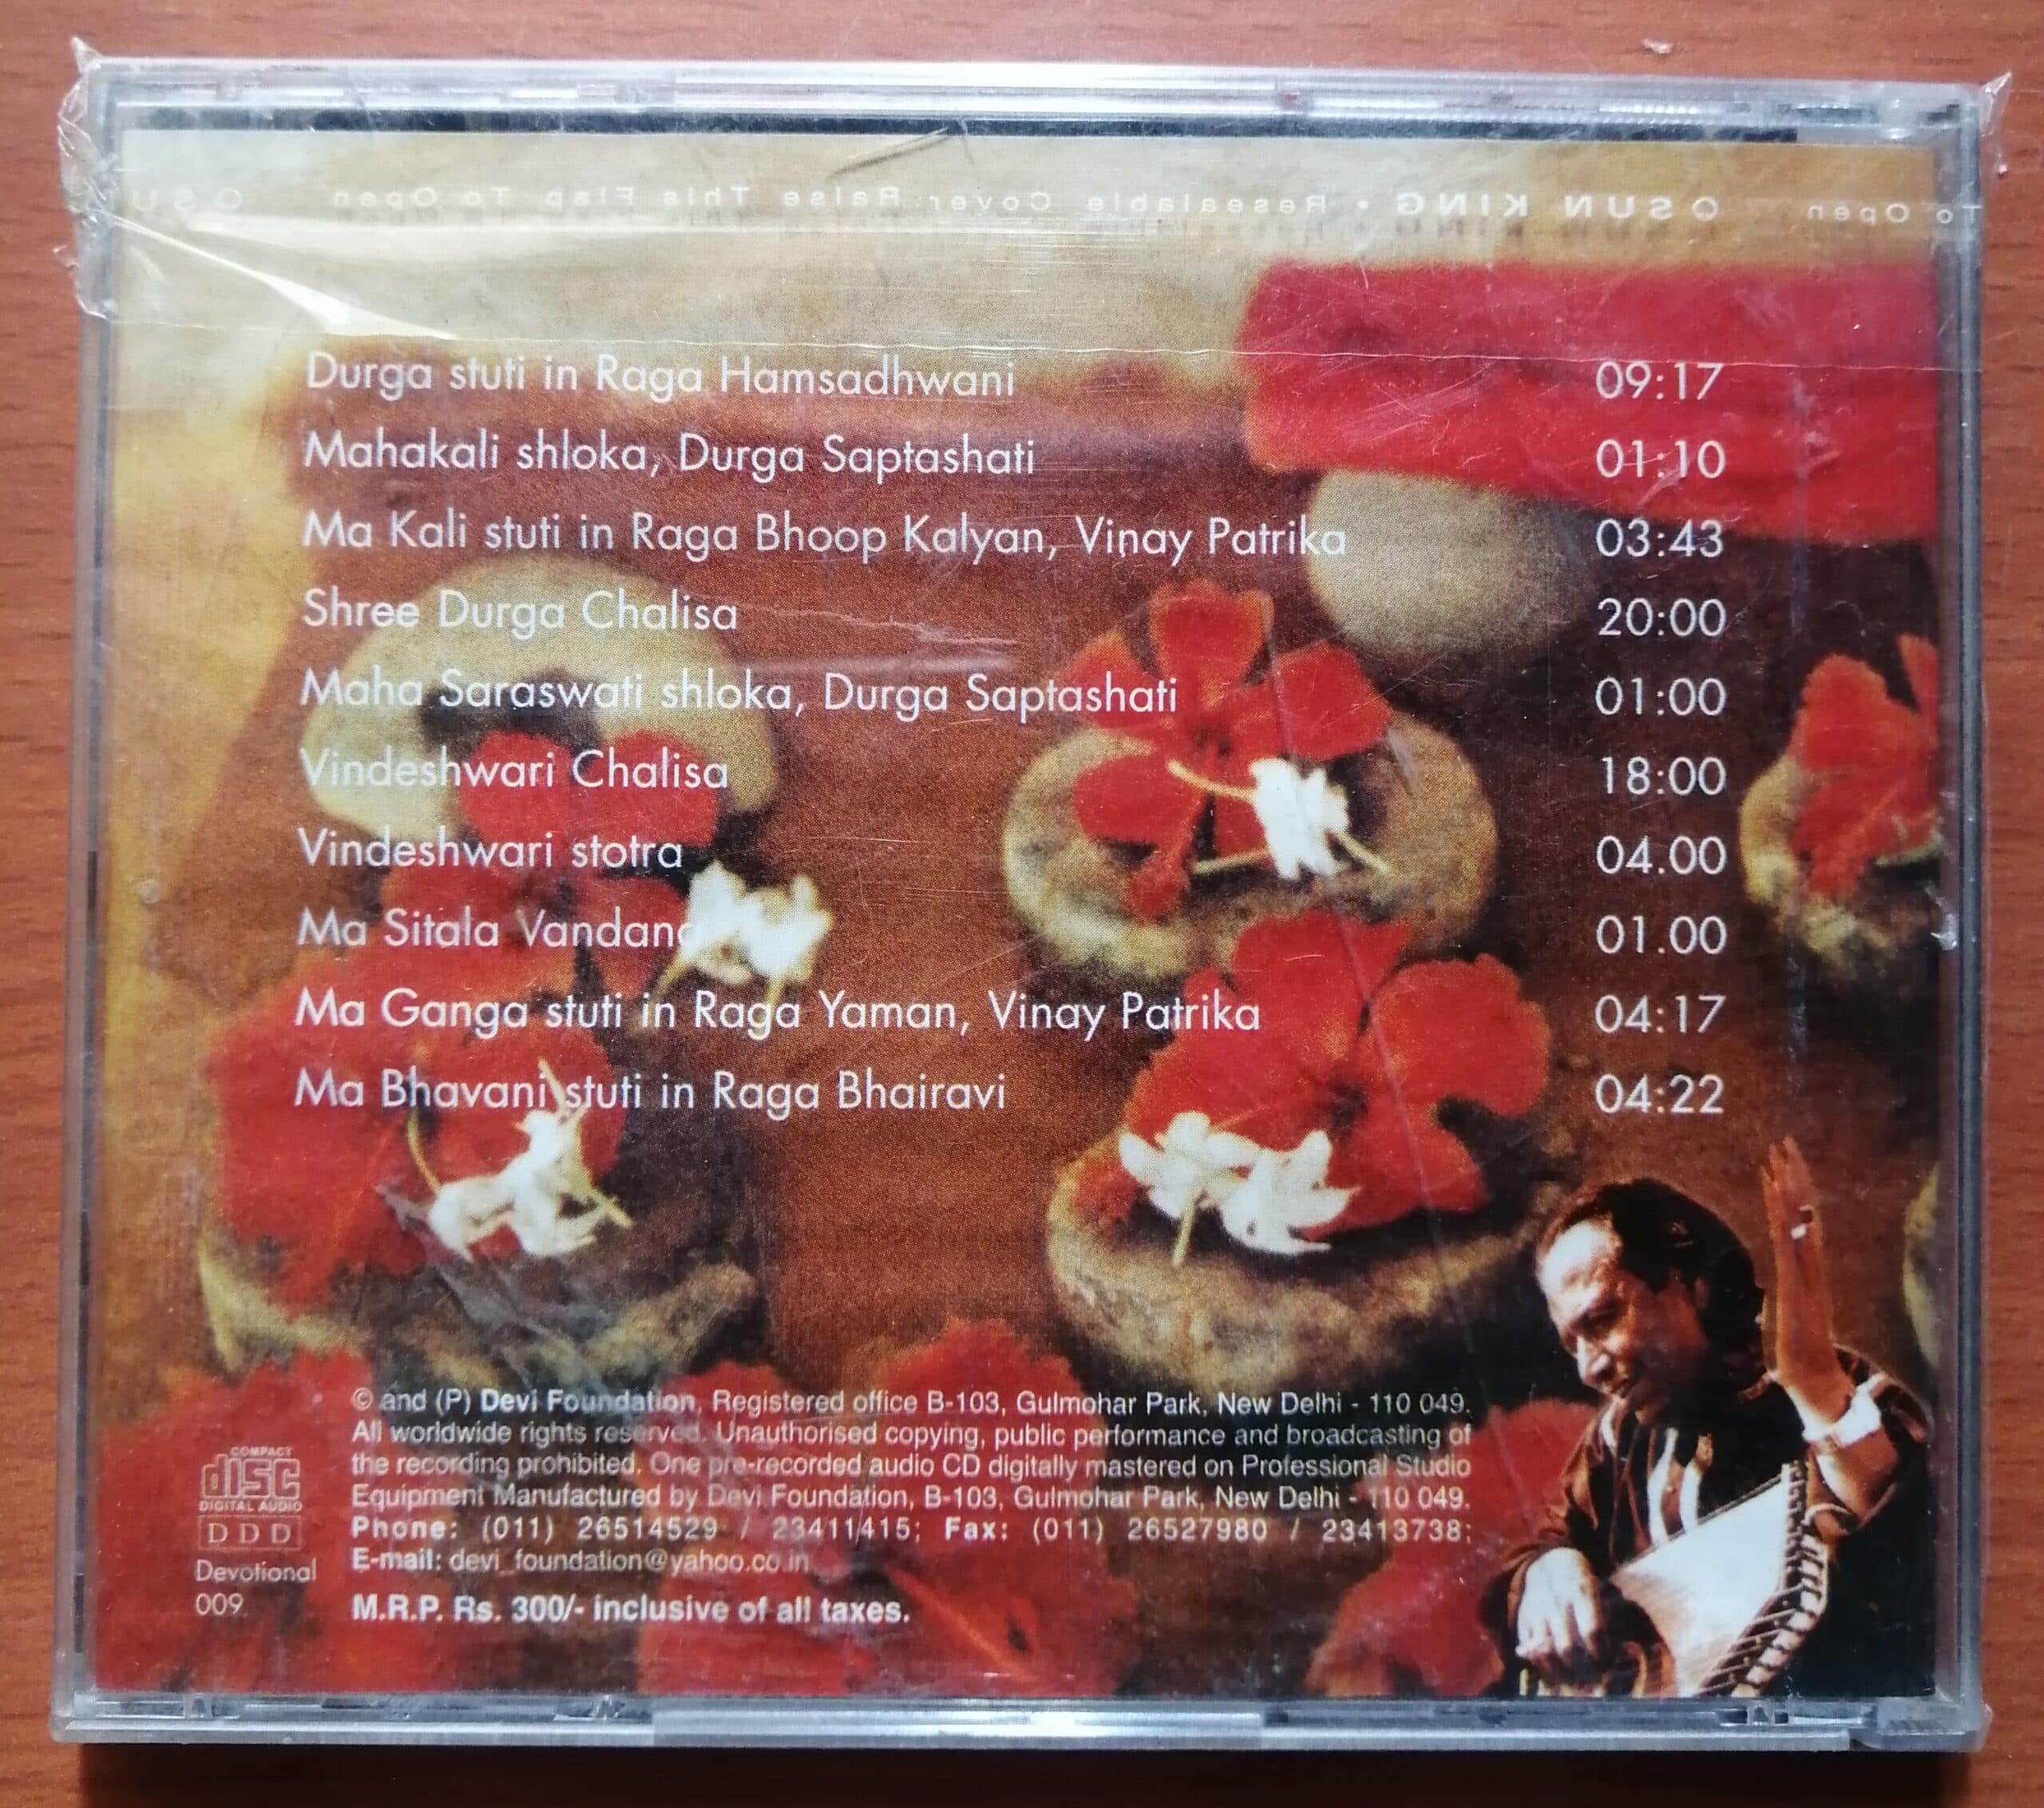 OSUN KING • Resealable Cover: Raise This Flap To Open
Durga stuti in Raga Hamsadhwani 09:17
Mahakali shloka, Durga Saptashati 01:10
Ma Kali stuti in Raga Bhoop Kalyan, Vinay Patrika 03:43
Shree Durga Chalisa 20:00
Maha Saraswati shloka, Durga Saptashati 01:00
Vindeshwari Chalisa 18:00
Vindeshwari stotra 04.00
Ma Sitala Vandana 01.00
Ma Ganga stuti in Raga Yaman, Vinay Patrika 04:17
Ma Bhavani stuti in Raga Bhairavi 04:22
© and (P) Devi Foundation, Registered office B-103, Gulmohar Park, New Delhi - 110 049.
All worldwide rights reserved. Unauthorised copying, public performance and broadcasting of
the recording prohibited. One pre-recorded audio CD digitally mastered on Professional Studio
Equipment Manufactured by Devi Foundation, B-103, Gulmohar Park, New Delhi - 110 049.
Phone: (011) 26514529 / 23411415; Fax: (011) 26527980 / 23413738;
E-mail: devi_foundation@yahoo.co.in
M.R.P. Rs. 300/- inclusive of all taxes.
COMPACT
disc
DIGITAL AUDIO
DDD
Devotional
009